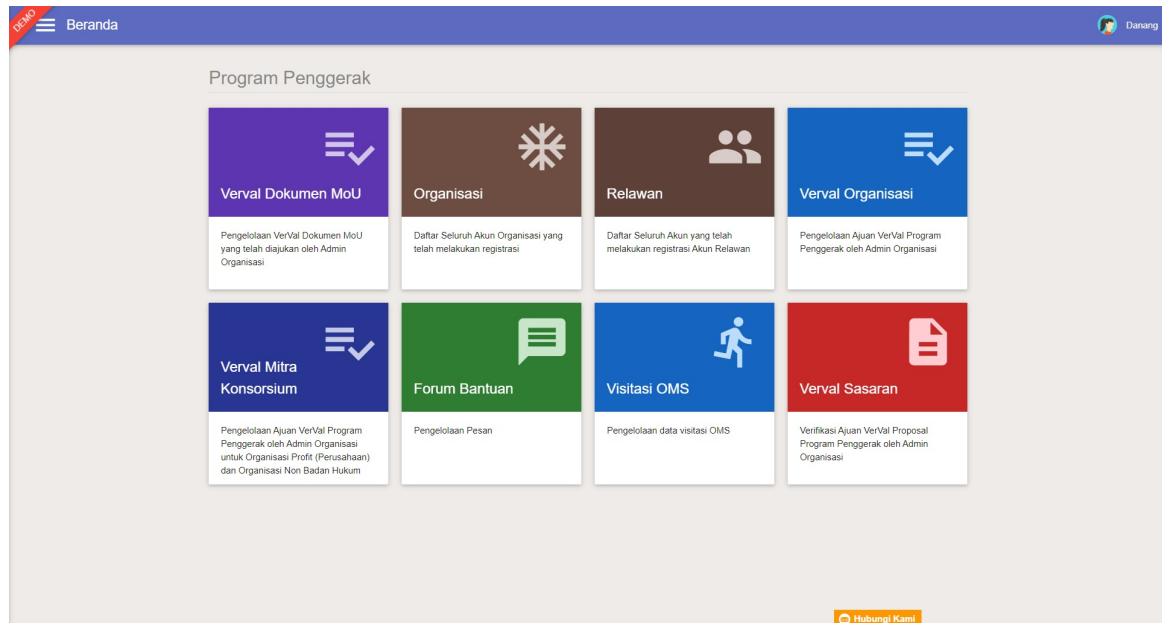 DEMO
Beranda
Danang
Program Penggerak
Verval Dokumen MoU
Pengelolaan VerVal Dokumen MoU
yang telah diajukan oleh Admin
Organisasi
Organisasi
Daftar Seluruh Akun Organisasi yang
telah melakukan registrasi
Relawan
Daftar Seluruh Akun yang telah
melakukan registrasi Akun Relawan
Verval Organisasi
Pengelolaan Ajuan VerVal Program
Penggerak oleh Admin Organisasi
Verval Mitra
Konsorsium
Pengelolaan Ajuan VerVal Program
Penggerak oleh Admin Organisasi
untuk Organisasi Profit (Perusahaan)
dan Organisasi Non Badan Hukum
Forum Bantuan
Pengelolaan Pesan
Visitasi OMS
Pengelolaan data visitasi OMS
Verval Sasaran
Verifikasi Ajuan VerVal Proposal
Program Penggerak oleh Admin
Organisasi
Hubungi Kami